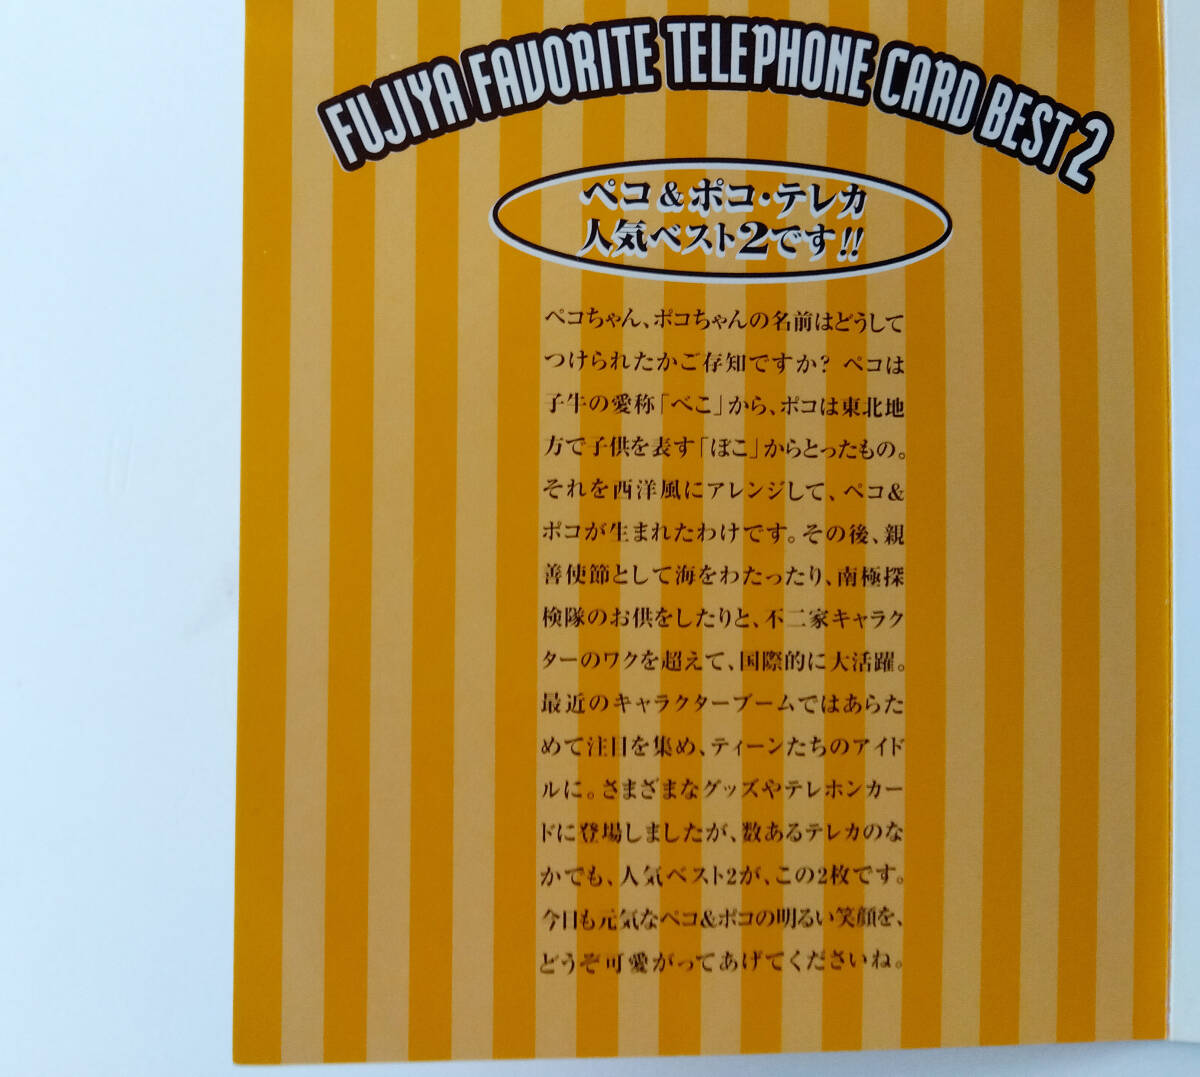 FUJIYA FAVORITE TELEPHONE CARD BEST 2
ペコ&ポコ・テレカ
人気ベスト2です!!
ペコちゃん、ポコちゃんの名前はどうして
つけられたかご存知ですか? ペコは
子牛の愛称「べこ」から、ポコは東北地
方で子供を表す「ぼこ」からとったもの。
それを西洋風にアレンジして、ペコ&
ポコが生まれたわけです。その後、親
善使節として海をわたったり、南極探
検隊のお供をしたりと、不二家キャラク
ターのワクを超えて、国際的に大活躍。
最近のキャラクターブームではあらた
めて注目を集め、ティーンたちのアイド
ルに。さまざまなグッズやテレホンカー
ドに登場しましたが、数あるテレカのな
かでも、人気ベスト2が、この2枚です。
今日も元気なペコ&ポコの明るい笑顔を、
どうぞ可愛がってあげてくださいね。